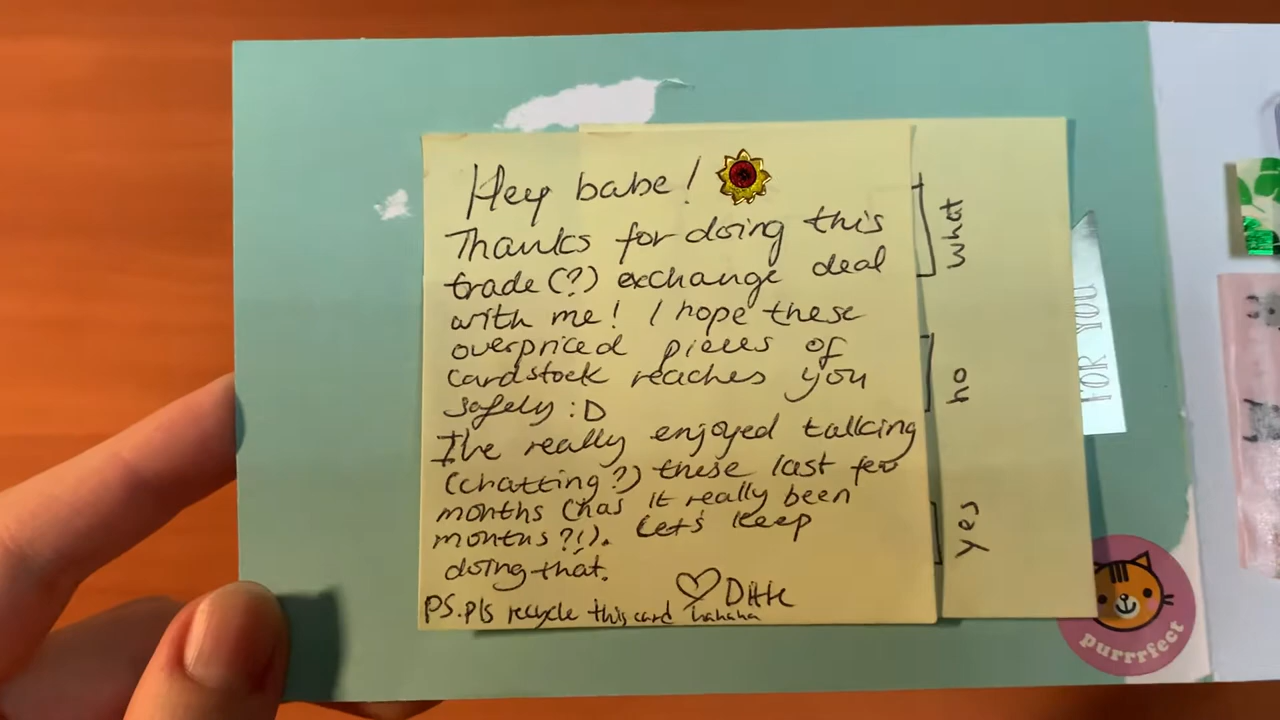 Hey babe!
Thanks for doing this
trade(?) exchange deal
with me! I hope these
overpriced pieces of
cardstock reaches you
safely :D
I've really enjoyed talking
(chatting?) these last few
months (has it really been
months?!). Let's keep
doing that.
♡ Ditte
PS. pls recycle this card hahaha
what
no
yes
FOR YOU
purrrfect